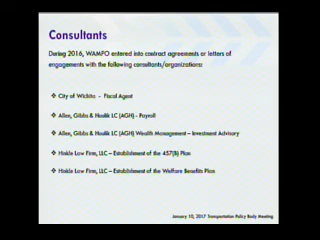 Consultants
During 2016, WAMPO entered into contract agreements or letters of
engagements with the following consultants/organizations:
❖ City of Wichita – Fiscal Agent
❖ Allen, Gibbs & Houlik LC (AGH) - Payroll
❖ Allen, Gibbs & Houlik LC (AGH) Wealth Management – Investment Advisory
❖ Hinkle Law Firm, LLC – Establishment of the 457(B) Plan
❖ Hinkle Law Firm, LLC – Establishment of the Welfare Benefits Plan
January 10, 2017 Transportation Policy Body Meeting